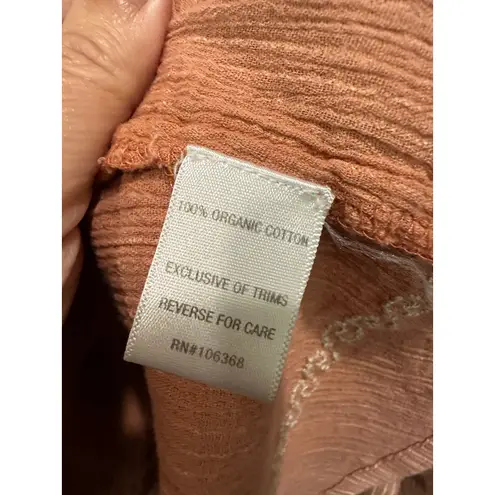 100% ORGANIC COTTON
EXCLUSIVE OF TRIMS
REVERSE FOR CARE
RN#106368